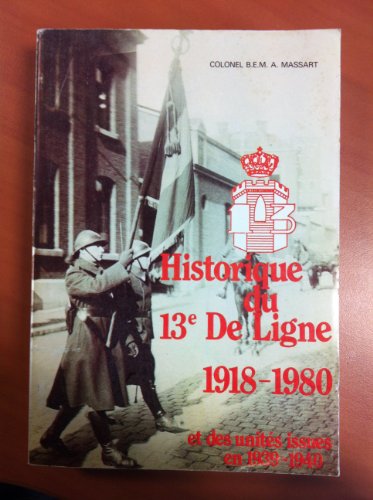 COLONEL B.E.M. A. MASSART
13
Historique
du
13e De Ligne
1918-1980
et des unités issues
en 1939-1940